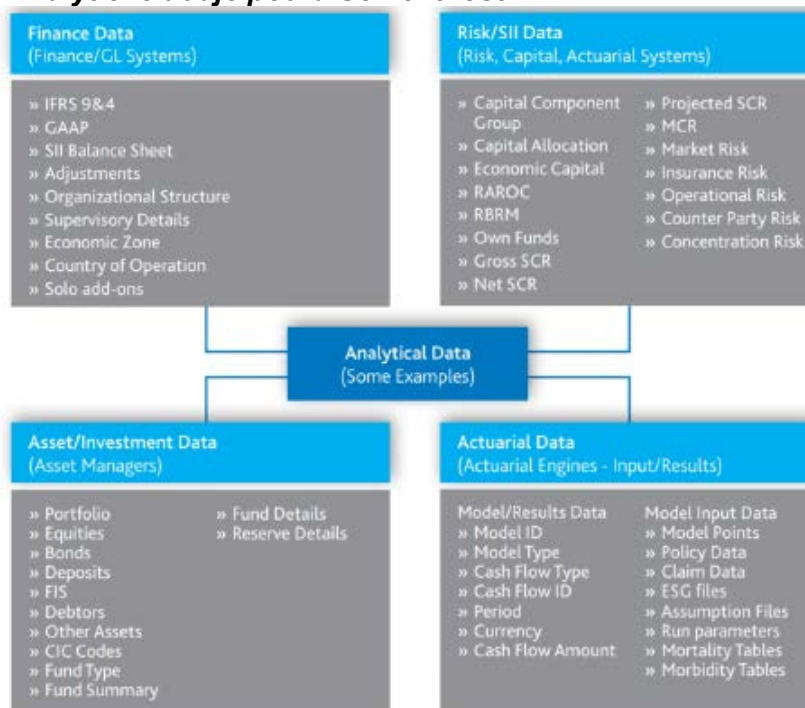 Finance Data
(Finance/GL Systems)
» IFRS 9&4
» GAAP
» SII Balance Sheet
» Adjustments
» Organizational Structure
» Supervisory Details
» Economic Zone
» Country of Operation
» Solo add-ons
Risk/SII Data
(Risk, Capital, Actuarial Systems)
» Capital Component
Group
» Capital Allocation
» Economic Capital
» RAROC
» RBRM
» Own Funds
» Gross SCR
» Net SCR
» Projected SCR
» MCR
» Market Risk
» Insurance Risk
» Operational Risk
» Counter Party Risk
» Concentration Risk
Analytical Data
(Some Examples)
Asset/Investment Data
(Asset Managers)
» Portfolio
» Equities
» Bonds
» Deposits
» FIS
» Debtors
» Other Assets
» CIC Codes
» Fund Type
» Fund Summary
» Fund Details
» Reserve Details
Actuarial Data
(Actuarial Engines - Input/Results)
Model/Results Data
» Model ID
» Model Type
» Cash Flow Type
» Cash Flow ID
» Period
» Currency
» Cash Flow Amount
Model Input Data
» Model Points
» Policy Data
» Claim Data
» ESG files
» Assumption Files
» Run parameters
» Mortality Tables
» Morbidity Tables